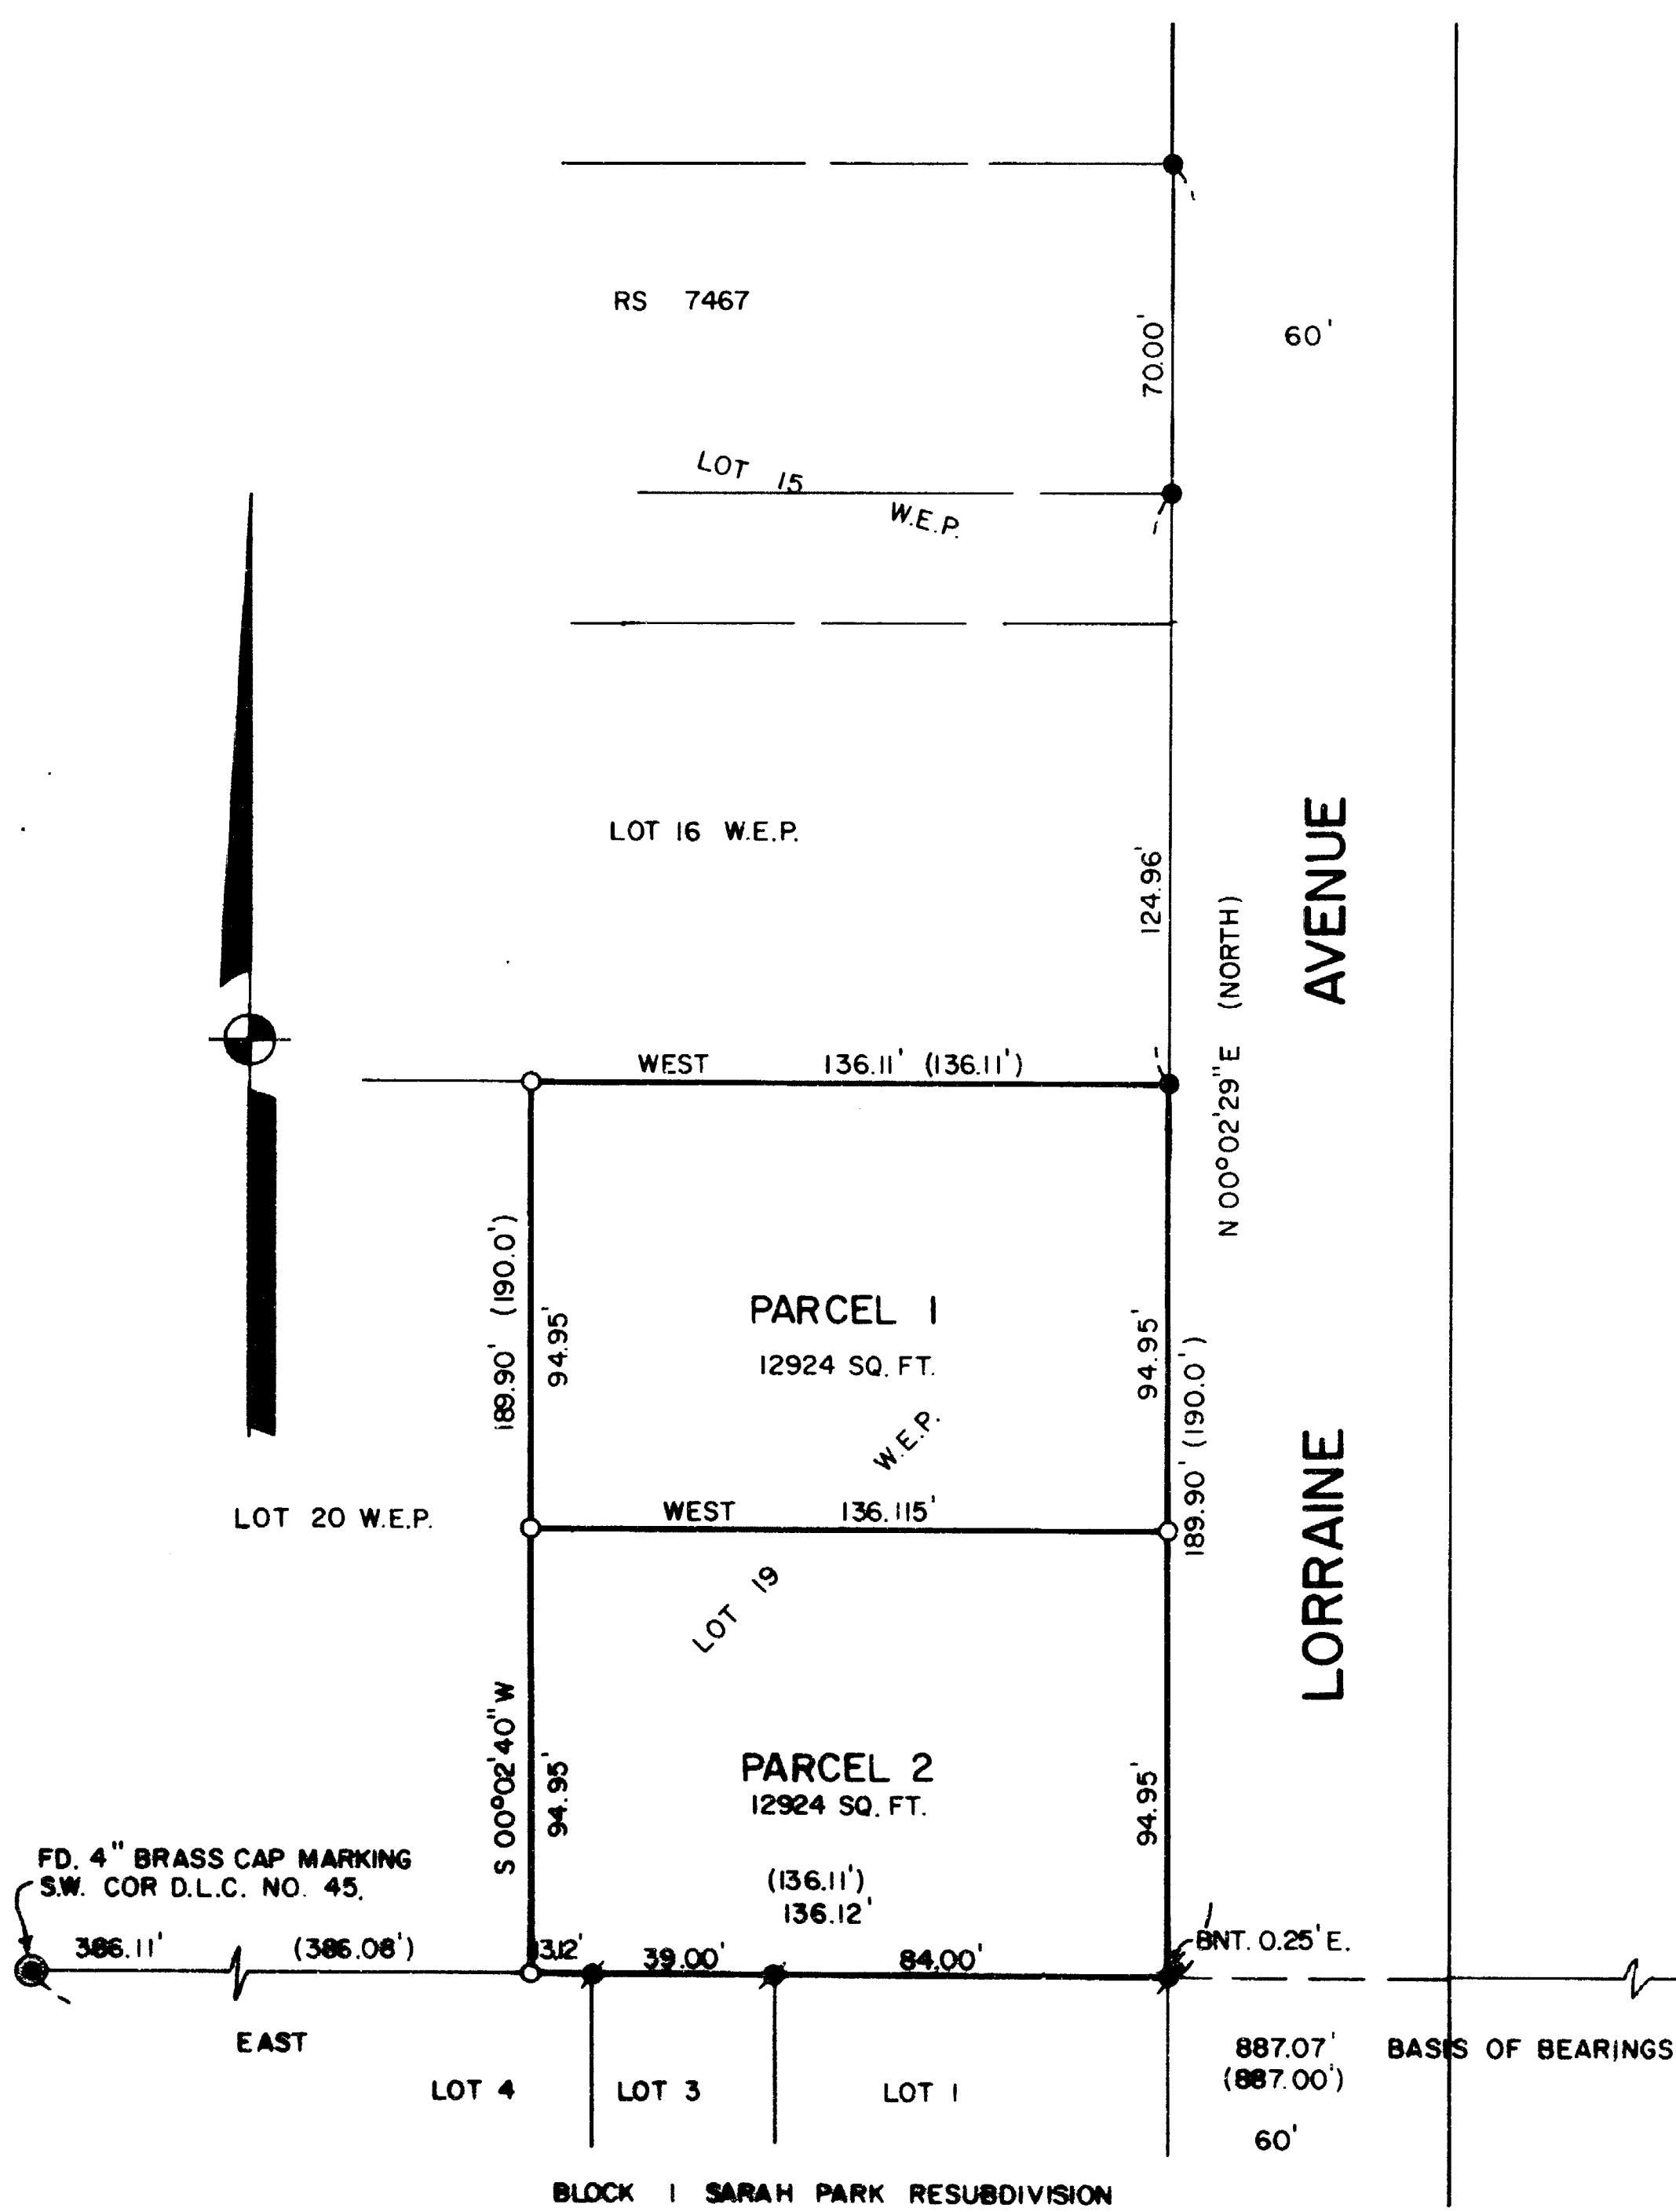 RS 7467
60'
70.00'
LOT 15
W.E.P.
LOT 16 W.E.P.
124.96'
N 00°02'29" E (NORTH)
AVENUE
WEST 136.11' (136.11')
189.90' (190.0')
94.95'
PARCEL 1
12924 SQ. FT.
94.95'
189.90' (190.0')
W.E.P.
LOT 20 W.E.P.
WEST 136.115'
LORRAINE
LOT 19
S 00°02'40" W
94.95'
PARCEL 2
12924 SQ. FT.
94.95'
(136.11')
136.12'
FD. 4" BRASS CAP MARKING
S.W. COR D.L.C. NO. 45.
386.11' (386.08')
13.12' 39.00' 84.00'
BNT. 0.25' E.
EAST
887.07' BASIS OF BEARINGS
(887.00')
LOT 4 LOT 3 LOT 1
60'
BLOCK 1 SARAH PARK RESUBDIVISION